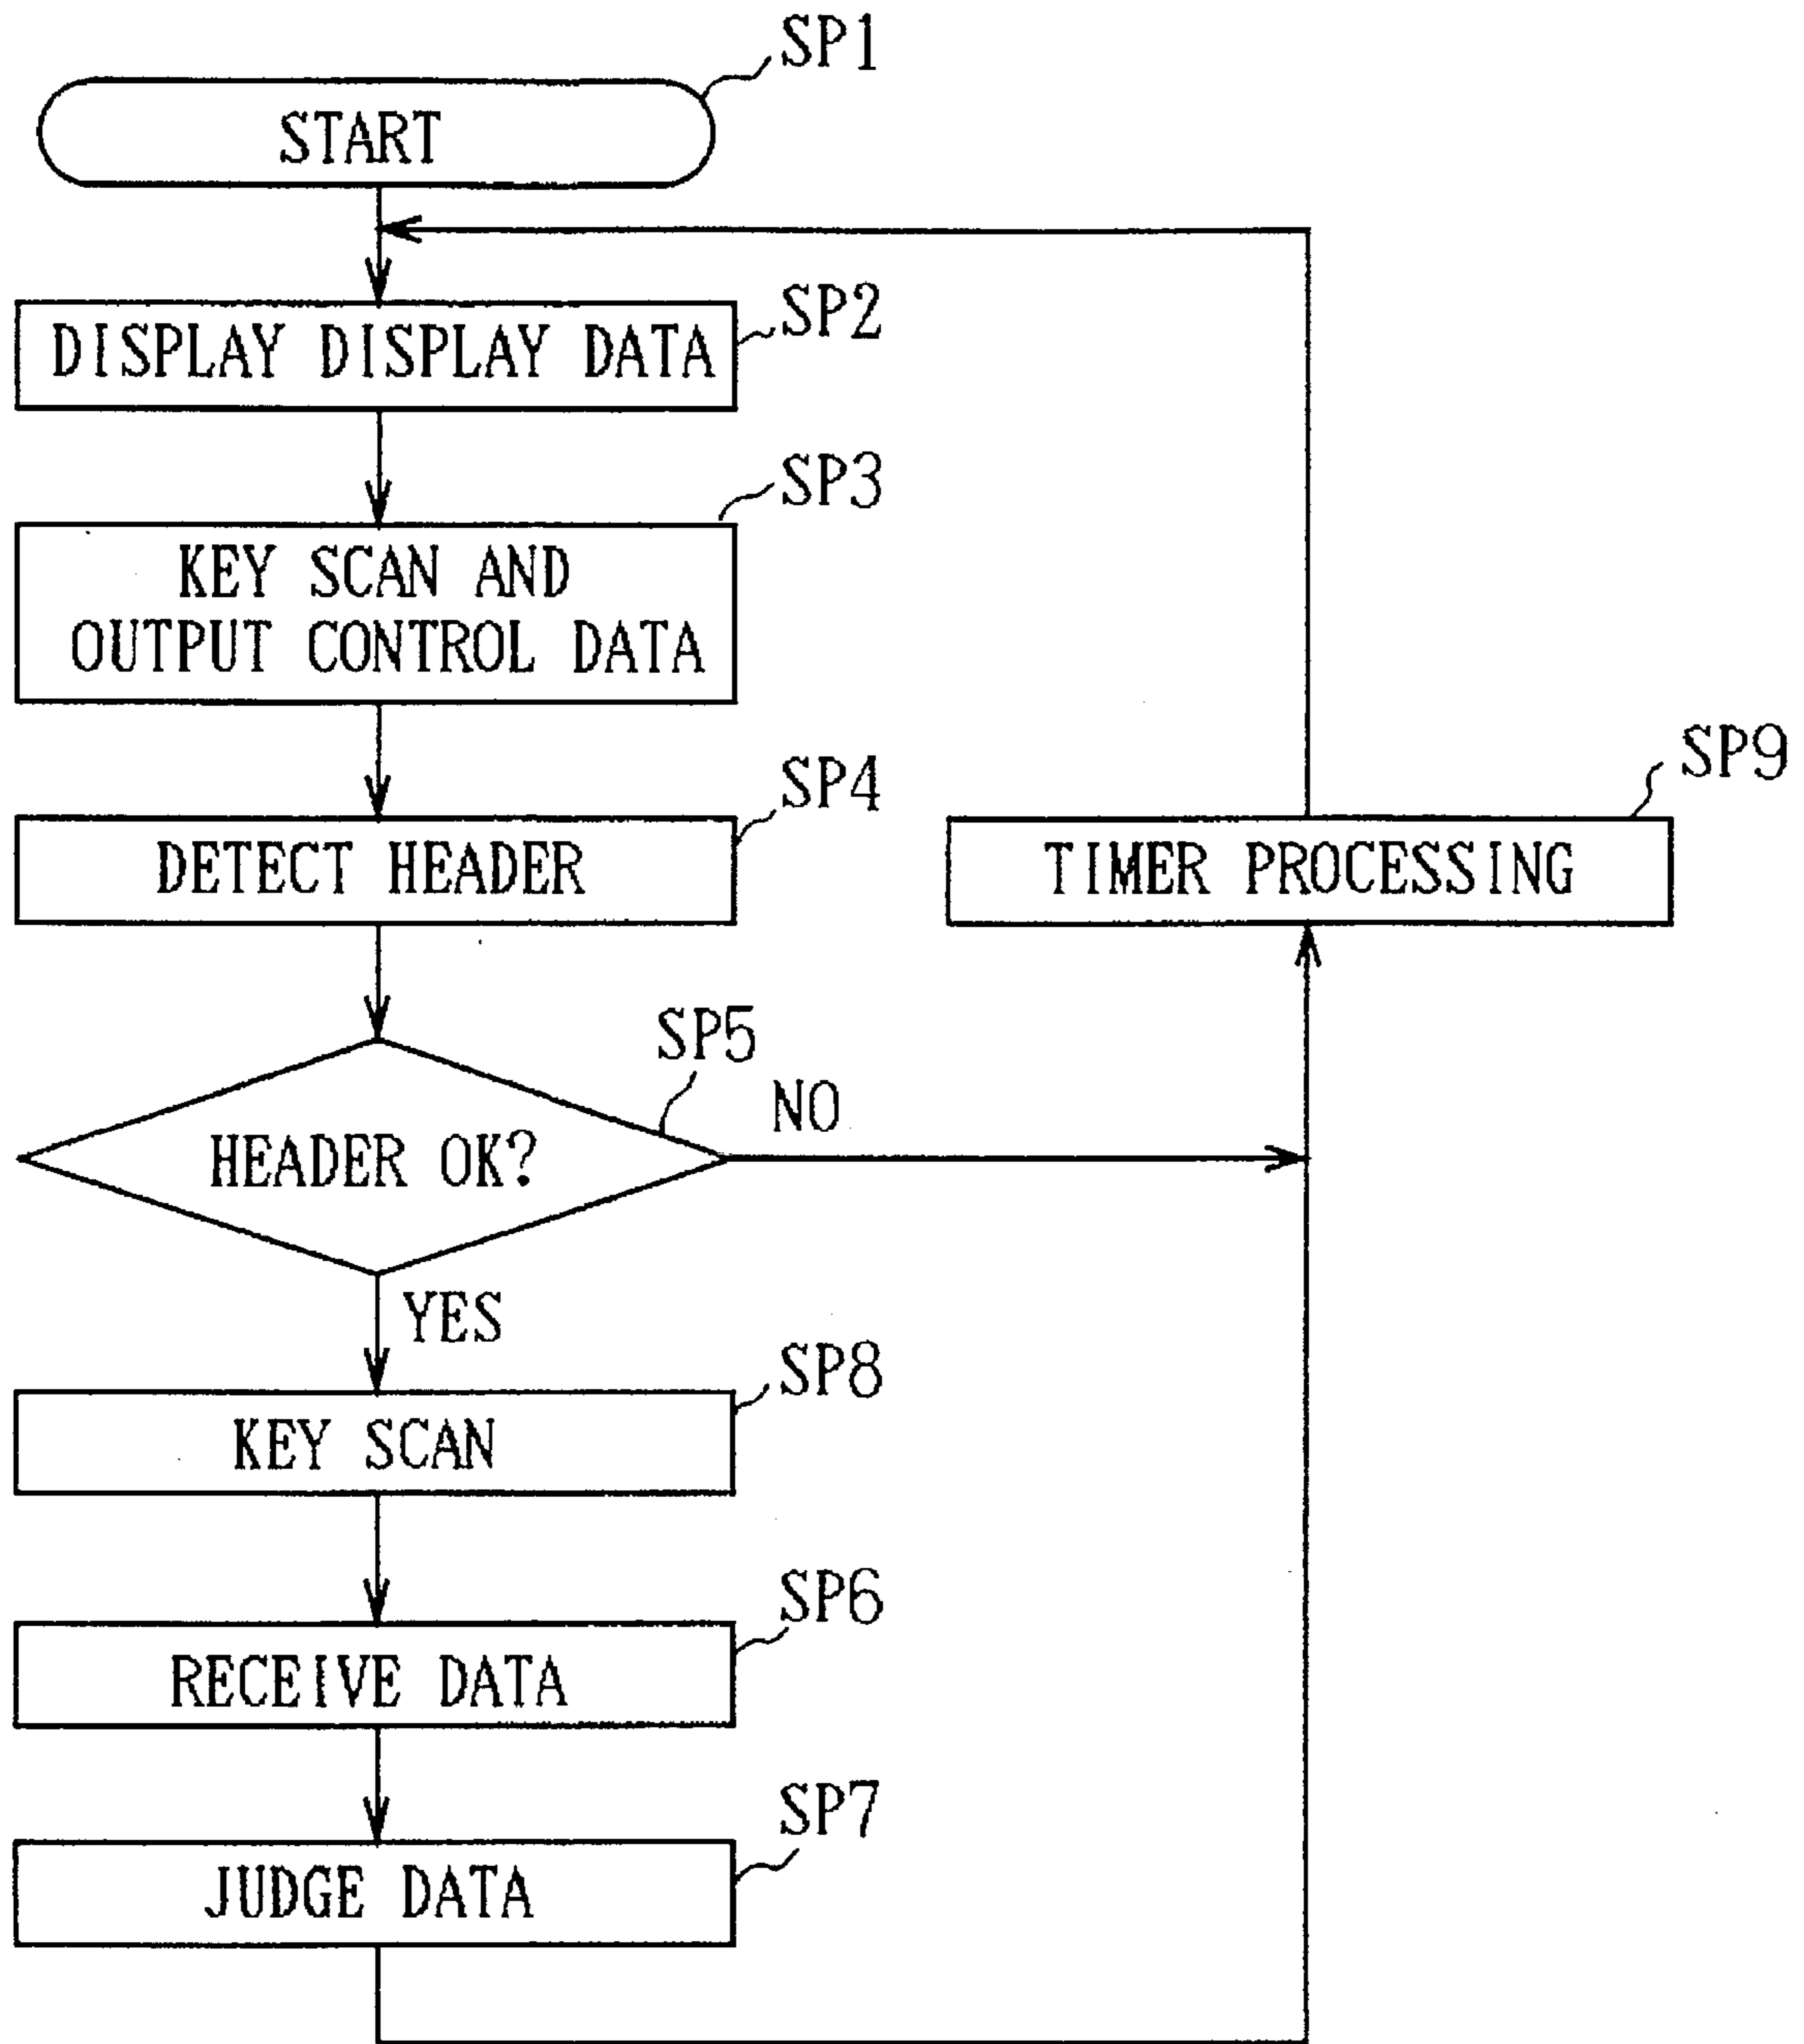 SP1
START
SP2
DISPLAY DISPLAY DATA
SP3
KEY SCAN AND
OUTPUT CONTROL DATA
SP4
DETECT HEADER
SP9
TIMER PROCESSING
SP5
HEADER OK?
NO
YES
SP8
KEY SCAN
SP6
RECEIVE DATA
SP7
JUDGE DATA